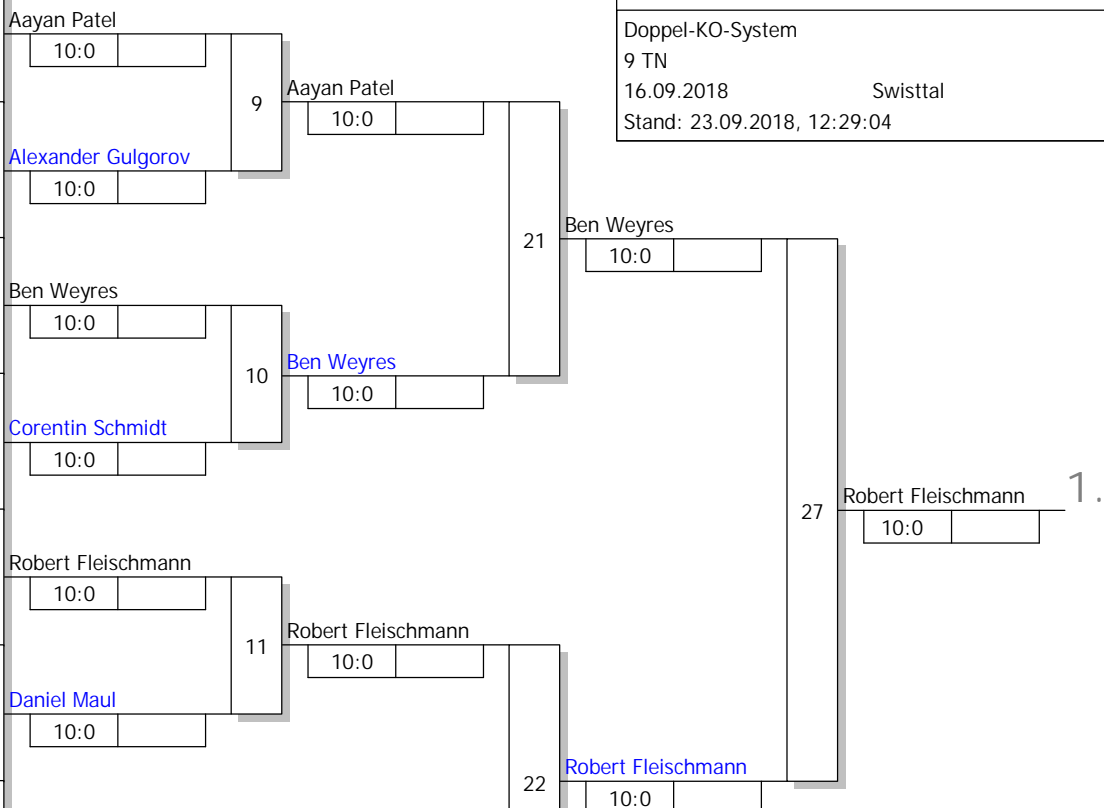 Aayan Patel
10:0
9
Alexander Gulgorov
10:0
Aayan Patel
10:0
Ben Weyres
10:0
10
Corentin Schmidt
10:0
Ben Weyres
10:0
21
Ben Weyres
10:0
Robert Fleischmann
10:0
11
Daniel Maul
10:0
Robert Fleischmann
10:0
22
Robert Fleischmann
10:0
27
Robert Fleischmann
10:0
1.
Doppel-KO-System
9 TN
16.09.2018 Swisttal
Stand: 23.09.2018, 12:29:04